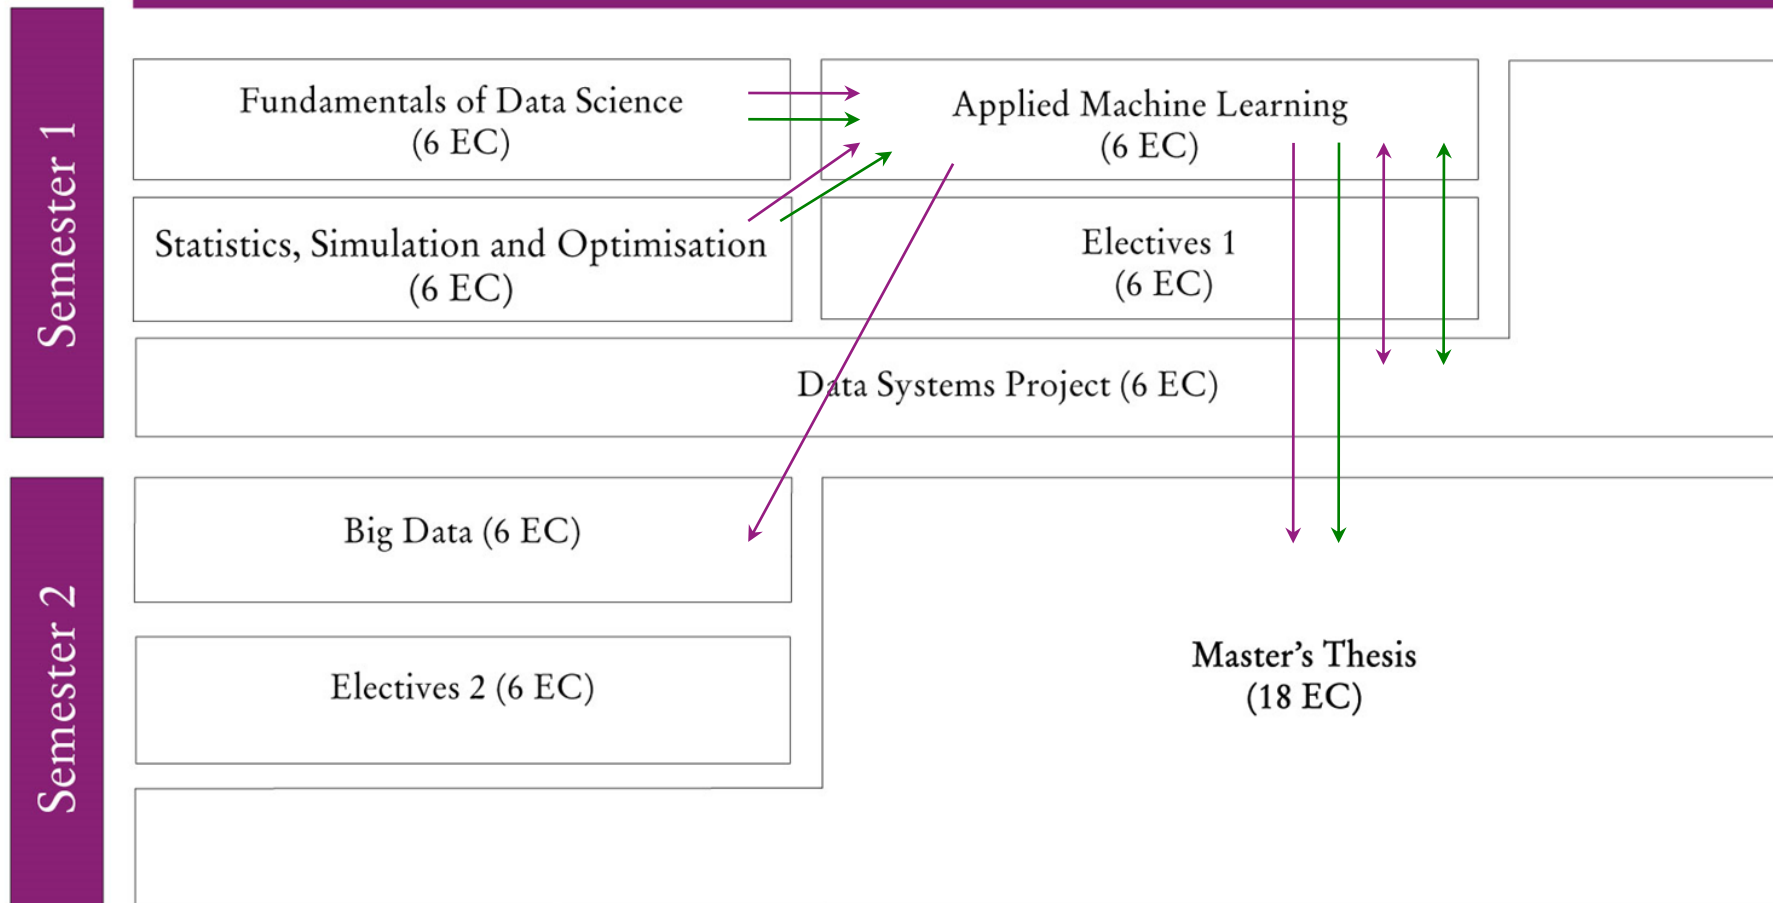 Semester 1
Fundamentals of Data Science
(6 EC)
Applied Machine Learning
(6 EC)
Statistics, Simulation and Optimisation
(6 EC)
Electives 1
(6 EC)
Data Systems Project (6 EC)
Semester 2
Big Data (6 EC)
Electives 2 (6 EC)
Master’s Thesis
(18 EC)